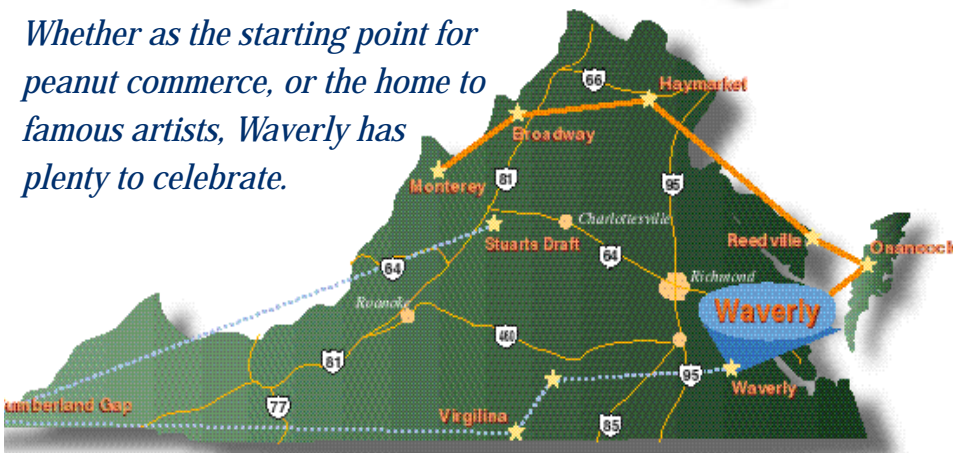 Whether as the starting point for
peanut commerce, or the home to
famous artists, Waverly has
plenty to celebrate.
66
Haymarket
Broadway
Monterey
81
95
Charlottesville
Stuarts Draft
Reedville
Onancock
64
64
Richmond
Roanoke
Waverly
460
81
95
Waverly
Cumberland Gap
77
Virgilina
85